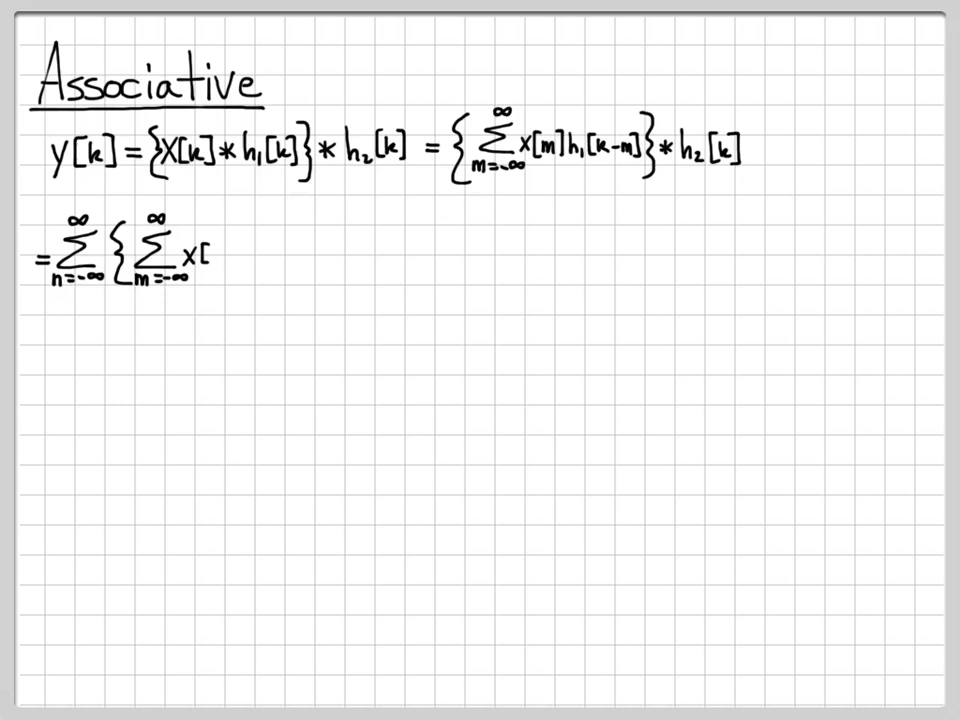 Associative
y[k] = {x[k] * h₁[k]} * h₂[k] = { ∞ Σ m=-∞ x[m]h₁[k-m]} * h₂[k]
= ∞ Σ n=-∞ { ∞ Σ m=-∞ x[